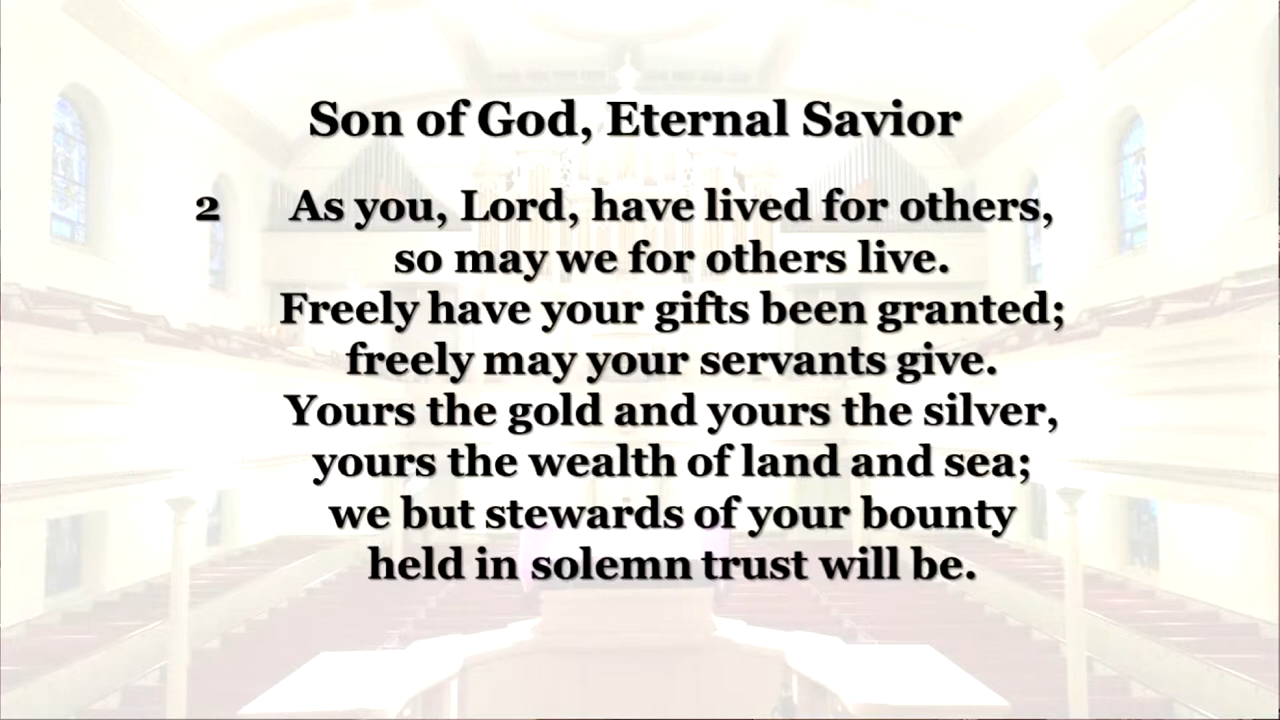 Son of God, Eternal Savior
2 As you, Lord, have lived for others,
so may we for others live.
Freely have your gifts been granted;
freely may your servants give.
Yours the gold and yours the silver,
yours the wealth of land and sea;
we but stewards of your bounty
held in solemn trust will be.